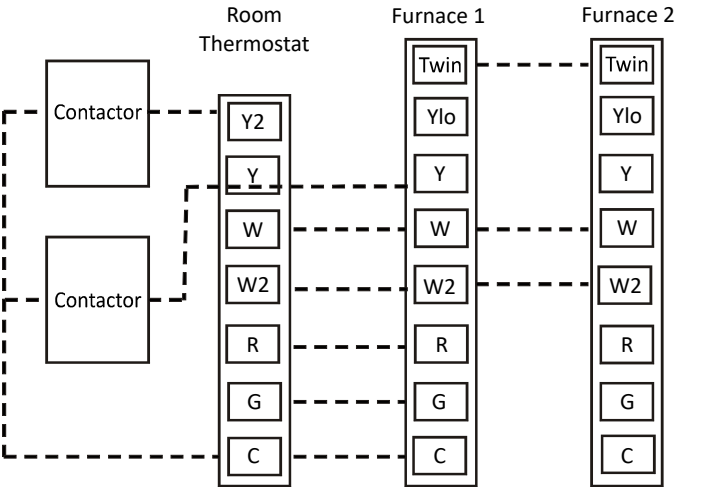 Room
Thermostat
Furnace 1
Furnace 2
Contactor
Contactor
Y2
Y
W
W2
R
G
C
Twin
Ylo
Y
W
W2
R
G
C
Twin
Ylo
Y
W
W2
R
G
C